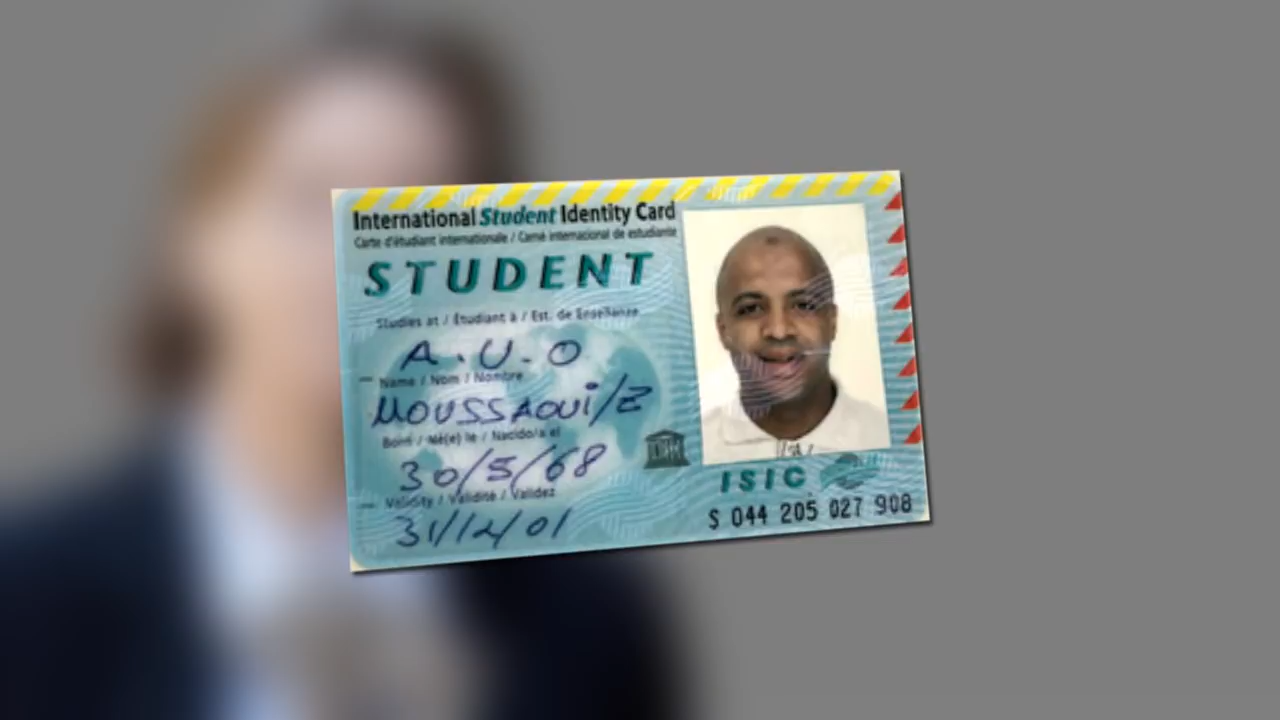 International Student Identity Card
Carte d'étudiant internationale / Carné internacional de estudiante
STUDENT
Studies at / Étudiant à / Est. de Enseñanza
A.U.O
Name / Nom / Nombre
MOUSSAOUI/Z
Born / Né(e) le / Nacido/a el
30/5/68
Validity / Validité / Validez
31/12/01
ISIC
S 044 205 027 908